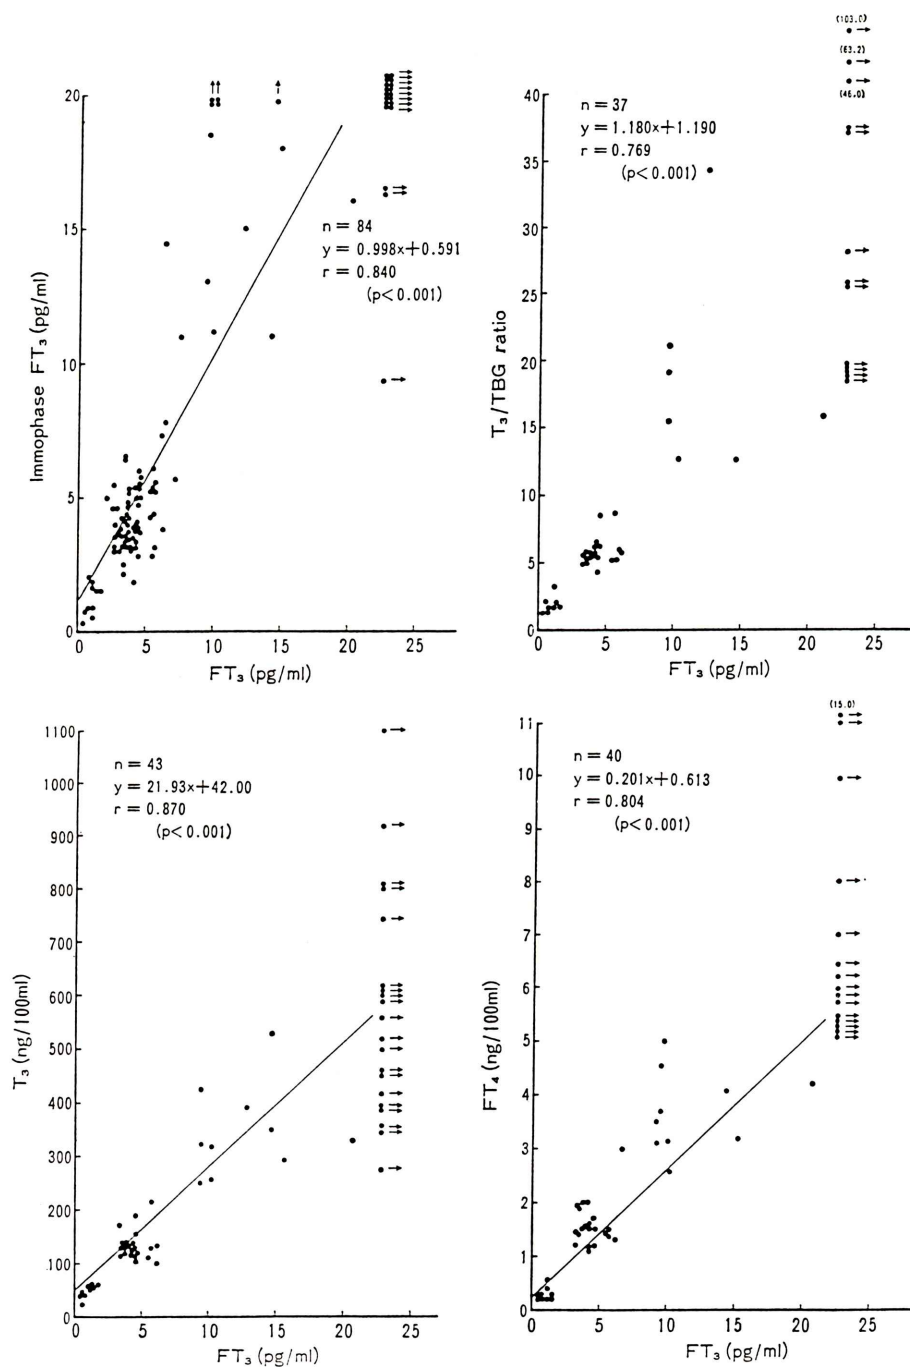 20
15
10
5
0
0
5
10
15
20
25
Immophase FT₃ (pg/ml)
FT₃ (pg/ml)
n = 84
y = 0.998x+0.591
r = 0.840
(p<0.001)
(103.0)
(63.2)
(46.0)
40
35
30
25
20
15
10
5
0
0
5
10
15
20
25
T₃/TBG ratio
FT₃ (pg/ml)
n = 37
y = 1.180x+1.190
r = 0.769
(p<0.001)
1100
1000
900
800
700
600
500
400
300
200
100
0
0
5
10
15
20
25
T₃ (ng/100ml)
FT₃ (pg/ml)
n = 43
y = 21.93x+42.00
r = 0.870
(p<0.001)
(15.0)
11
10
9
8
7
6
5
4
3
2
1
0
0
5
10
15
20
25
FT₄ (ng/100ml)
FT₃ (pg/ml)
n = 40
y = 0.201x+0.613
r = 0.804
(p<0.001)